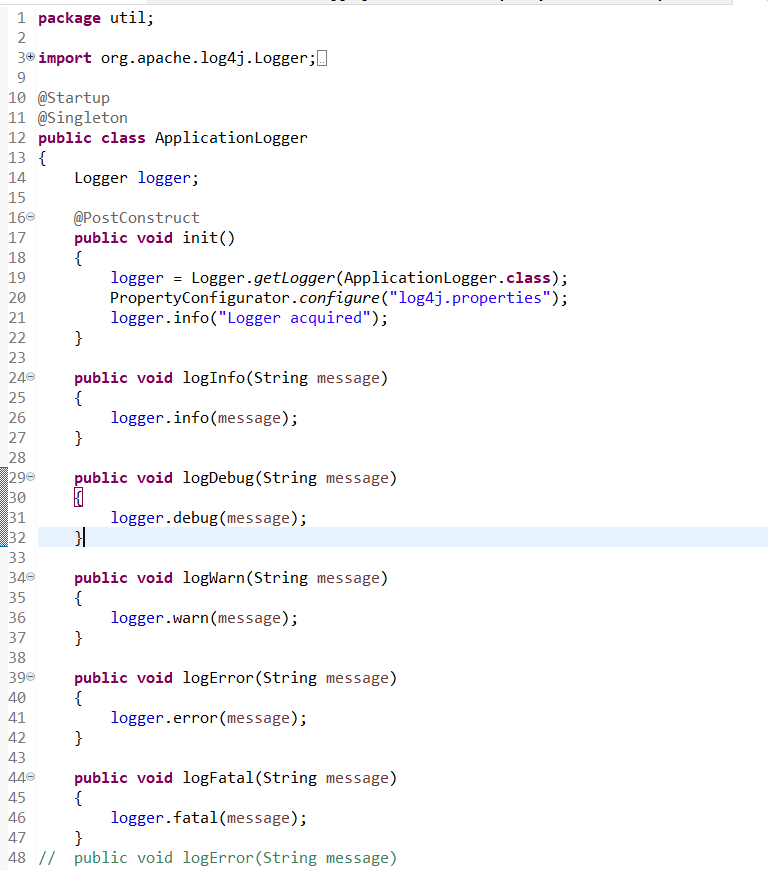 1 package util;
2
3 import org.apache.log4j.Logger;
9
10 @Startup
11 @Singleton
12 public class ApplicationLogger
13 {
14     Logger logger;
15
16     @PostConstruct
17     public void init()
18     {
19         logger = Logger.getLogger(ApplicationLogger.class);
20         PropertyConfigurator.configure("log4j.properties");
21         logger.info("Logger acquired");
22     }
23
24     public void logInfo(String message)
25     {
26         logger.info(message);
27     }
28
29     public void logDebug(String message)
30     {
31         logger.debug(message);
32     }
33
34     public void logWarn(String message)
35     {
36         logger.warn(message);
37     }
38
39     public void logError(String message)
40     {
41         logger.error(message);
42     }
43
44     public void logFatal(String message)
45     {
46         logger.fatal(message);
47     }
48 //  public void logError(String message)